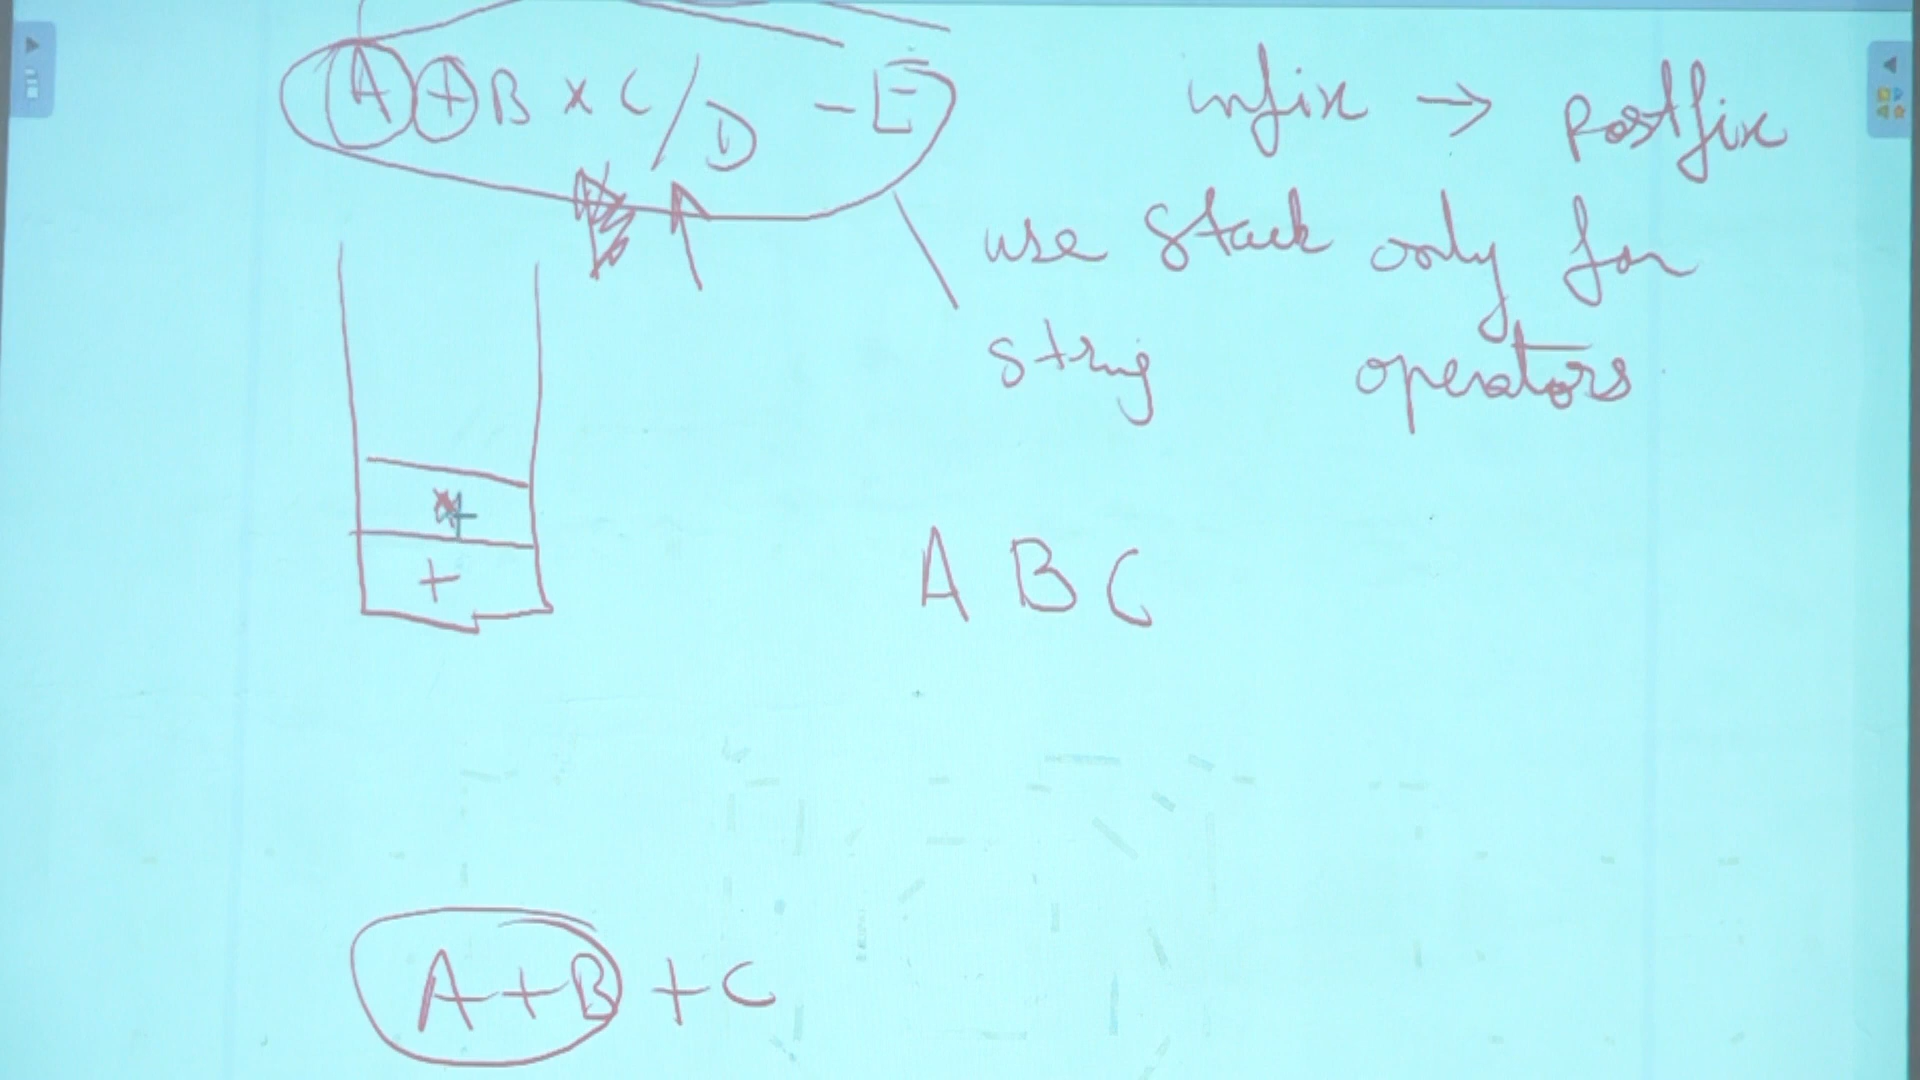 A + B × C / D - E
infix → Postfix
use Stack only for
string operators
*
+
A B C
A + B + C